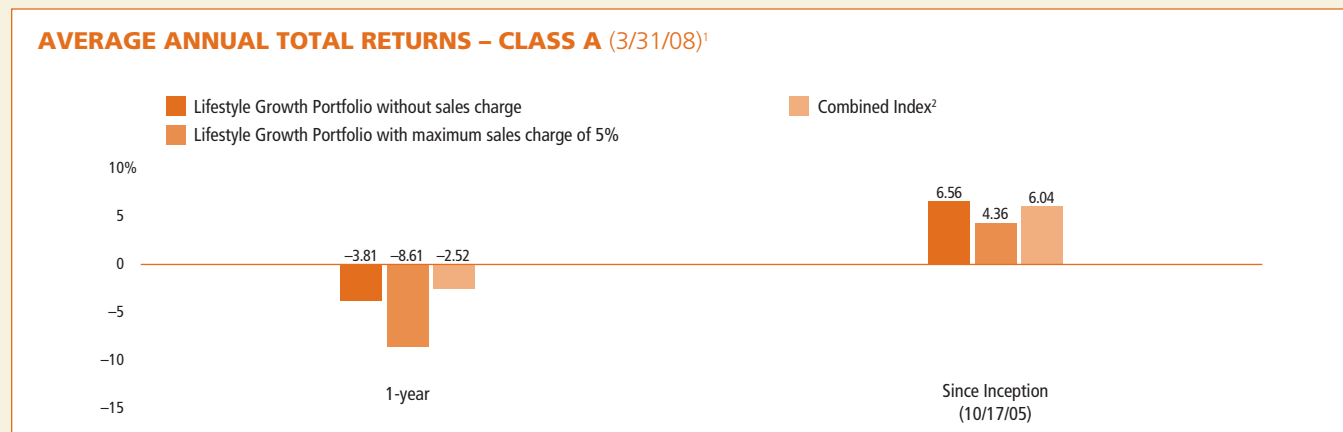 AVERAGE ANNUAL TOTAL RETURNS – CLASS A (3/31/08)¹
Lifestyle Growth Portfolio without sales charge
Combined Index²
Lifestyle Growth Portfolio with maximum sales charge of 5%
10%
5
0
–5
–10
–15
–3.81 –8.61 –2.52
6.56
4.36
6.04
1-year
Since Inception
(10/17/05)